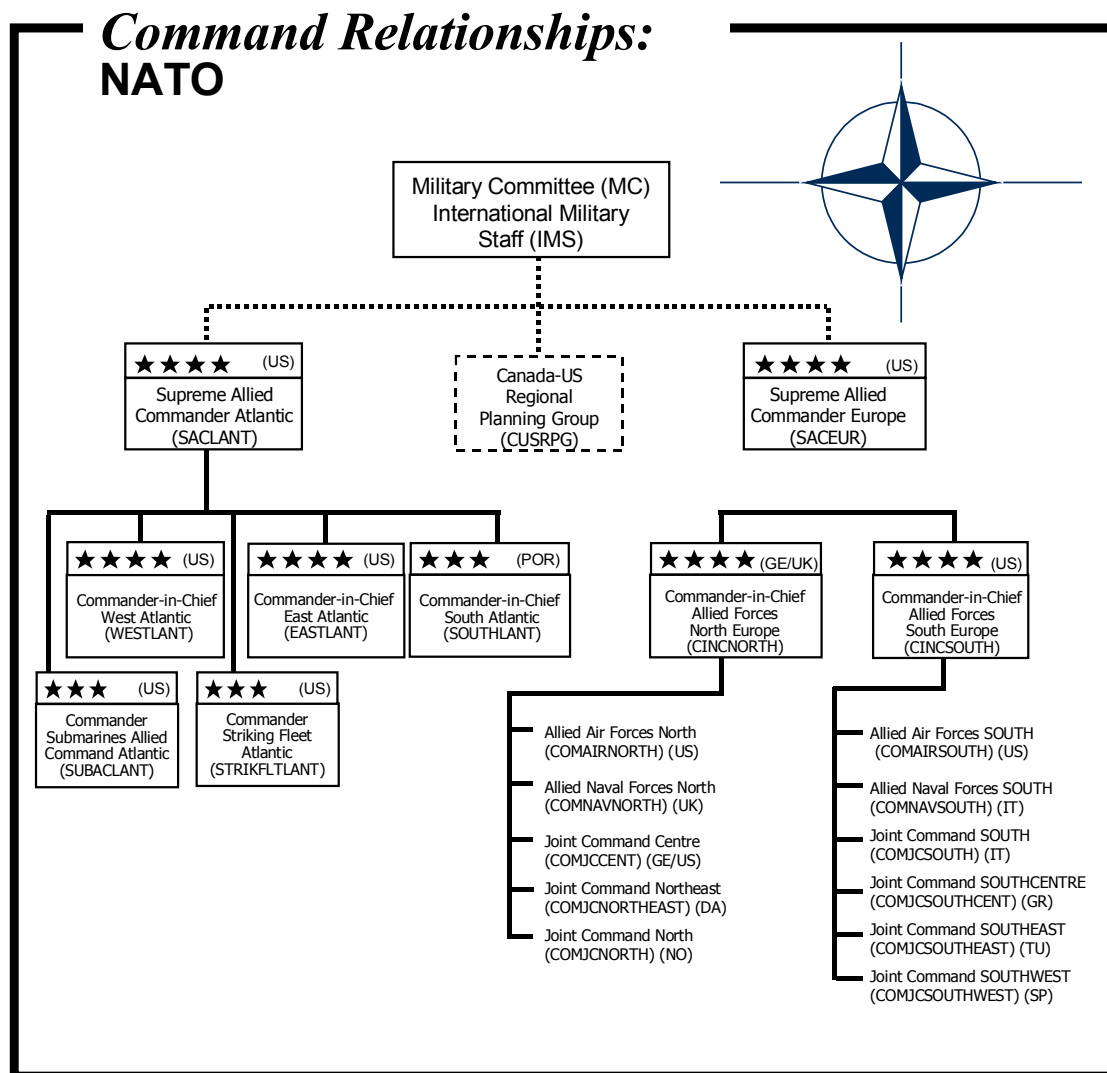 Command Relationships:
NATO
Military Committee (MC)
International Military
Staff (IMS)
★★★★ (US)
Supreme Allied
Commander Atlantic
(SACLANT)
Canada-US
Regional
Planning Group
(CUSRPG)
★★★★ (US)
Supreme Allied
Commander Europe
(SACEUR)
★★★★ (US)
Commander-in-Chief
West Atlantic
(WESTLANT)
★★★★ (US)
Commander-in-Chief
East Atlantic
(EASTLANT)
★★★ (POR)
Commander-in-Chief
South Atlantic
(SOUTHLANT)
★★★★ (GE/UK)
Commander-in-Chief
Allied Forces
North Europe
(CINCNORTH)
★★★★ (US)
Commander-in-Chief
Allied Forces
South Europe
(CINCSOUTH)
★★★ (US)
Commander
Submarines Allied
Command Atlantic
(SUBACLANT)
★★★ (US)
Commander
Striking Fleet
Atlantic
(STRIKFLTLANT)
Allied Air Forces North
(COMAIRNORTH) (US)
Allied Naval Forces North
(COMNAVNORTH) (UK)
Joint Command Centre
(COMJCCENT) (GE/US)
Joint Command Northeast
(COMJCNORTHEAST) (DA)
Joint Command North
(COMJCNORTH) (NO)
Allied Air Forces SOUTH
(COMAIRSOUTH) (US)
Allied Naval Forces SOUTH
(COMNAVSOUTH) (IT)
Joint Command SOUTH
(COMJCSOUTH) (IT)
Joint Command SOUTHCENTRE
(COMJCSOUTHCENT) (GR)
Joint Command SOUTHEAST
(COMJCSOUTHEAST) (TU)
Joint Command SOUTHWEST
(COMJCSOUTHWEST) (SP)